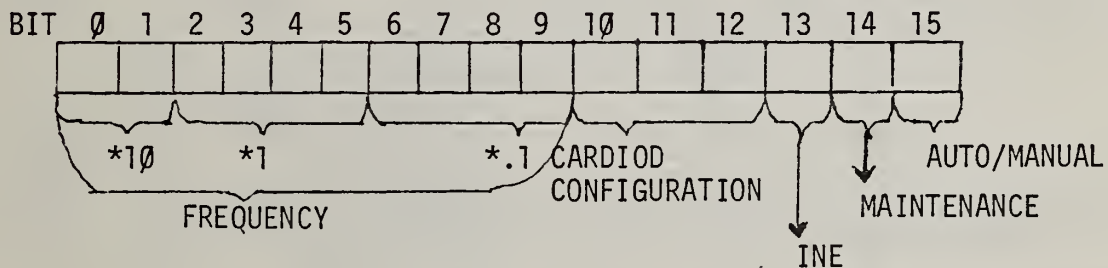 BIT 0 1 2 3 4 5 6 7 8 9 10 11 12 13 14 15
*10 *1 *.1 CARDIOD AUTO/MANUAL
CONFIGURATION MAINTENANCE
FREQUENCY
INE